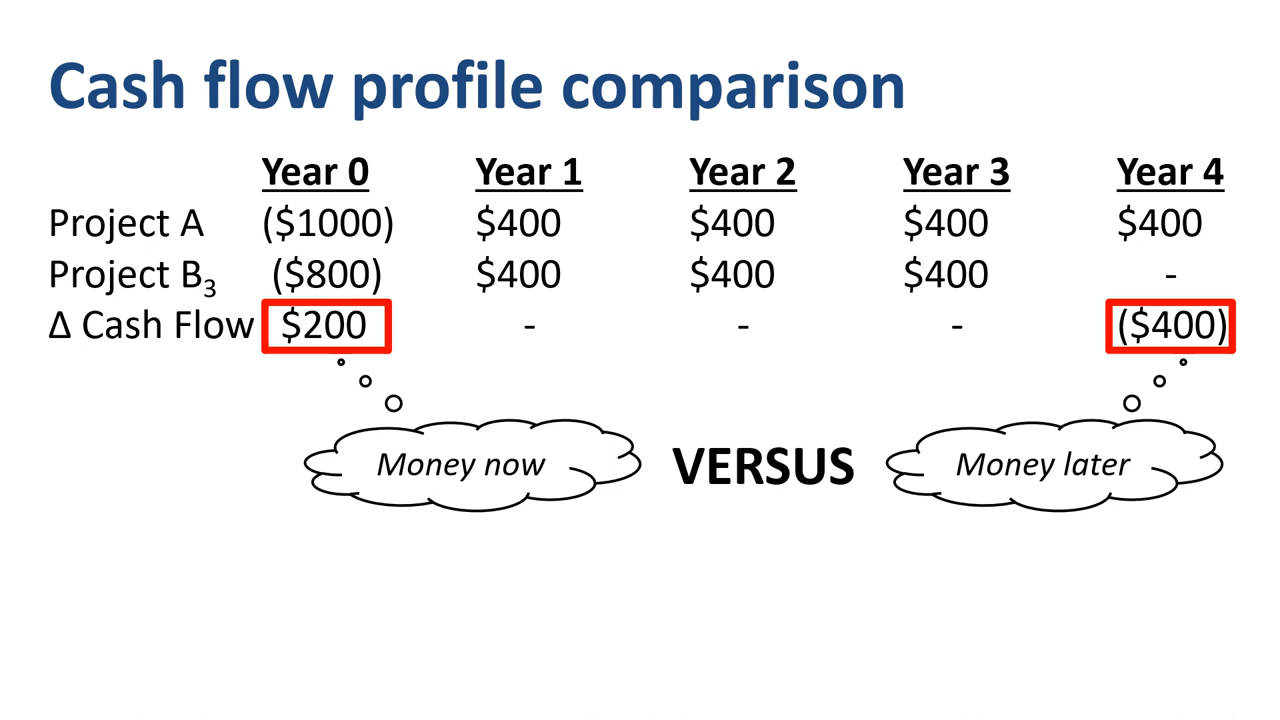 Cash flow profile comparison
Year 0 Year 1 Year 2 Year 3 Year 4
Project A ($1000) $400 $400 $400 $400
Project B₃ ($800) $400 $400 $400 -
Δ Cash Flow $200 - - - ($400)
Money now VERSUS Money later